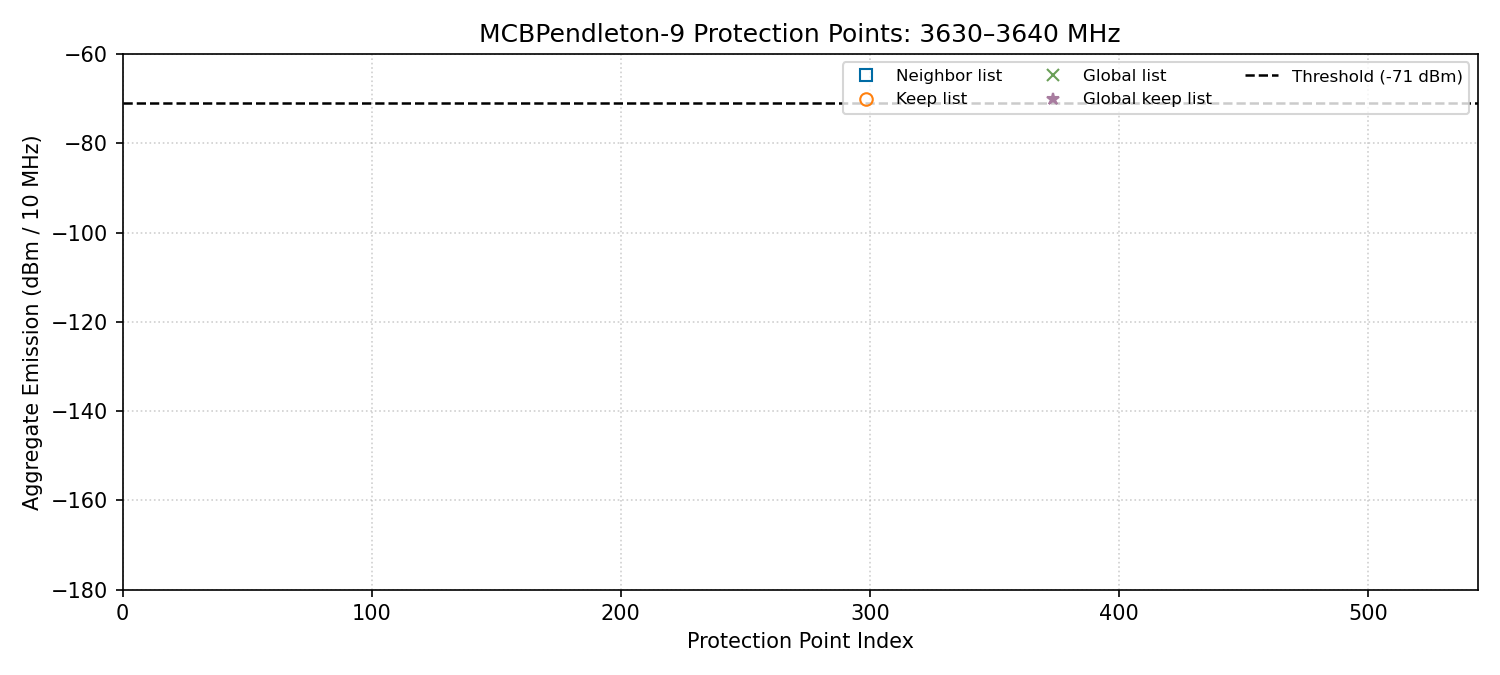 MCBPendleton-9 Protection Points: 3630–3640 MHz
Neighbor list
Keep list
Global list
Global keep list
Threshold (-71 dBm)
Aggregate Emission (dBm / 10 MHz)
−60
−80
−100
−120
−140
−160
−180
0 100 200 300 400 500
Protection Point Index